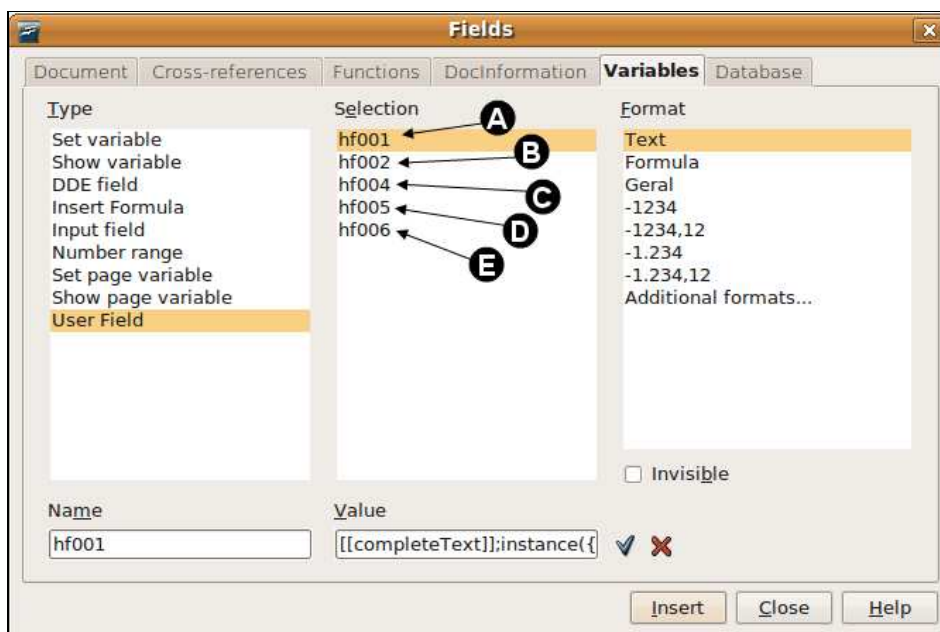 Fields
Document Cross-references Functions DocInformation Variables Database
Type
Set variable
Show variable
DDE field
Insert Formula
Input field
Number range
Set page variable
Show page variable
User Field
Selection
hf001
hf002
hf004
hf005
hf006
A
B
C
D
E
Format
Text
Formula
Geral
-1234
-1234,12
-1.234
-1.234,12
Additional formats...
Invisible
Name
hf001
Value
[[completeText]];instance({
Insert Close Help